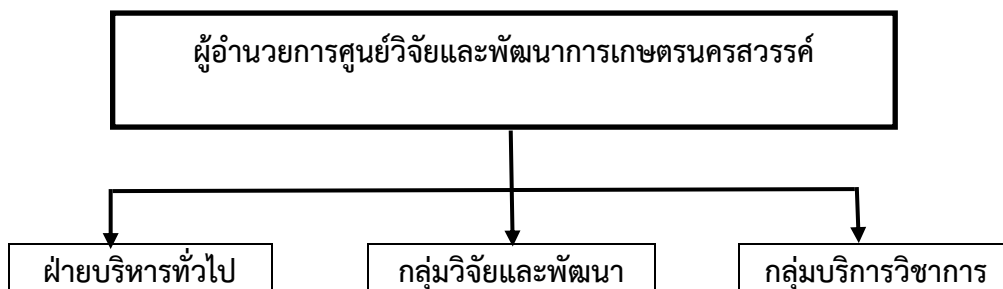 ผู้อำนวยการศูนย์วิจัยและพัฒนาการเกษตรนครสวรรค์
ฝ่ายบริหารทั่วไป
กลุ่มวิจัยและพัฒนา
กลุ่มบริการวิชาการ